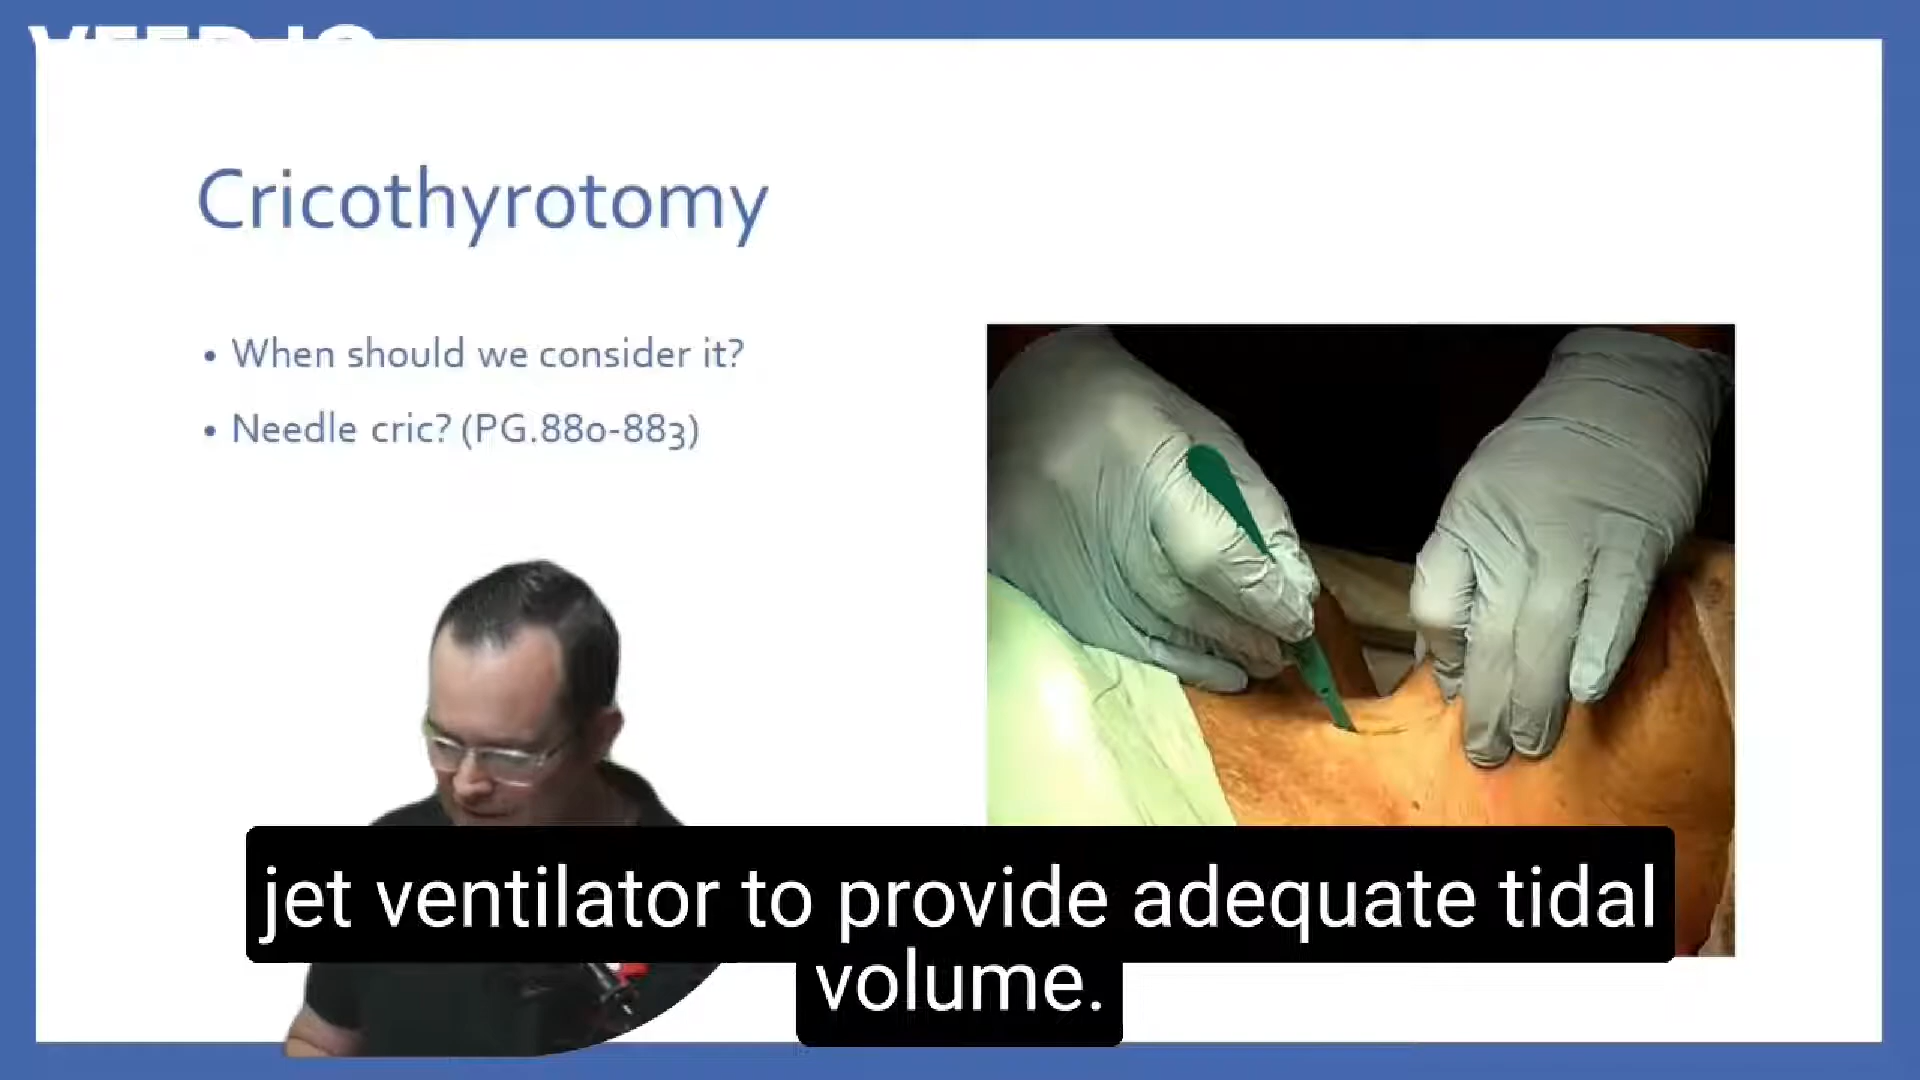 Cricothyrotomy
• When should we consider it?
• Needle cric? (PG.880-883)
jet ventilator to provide adequate tidal
volume.